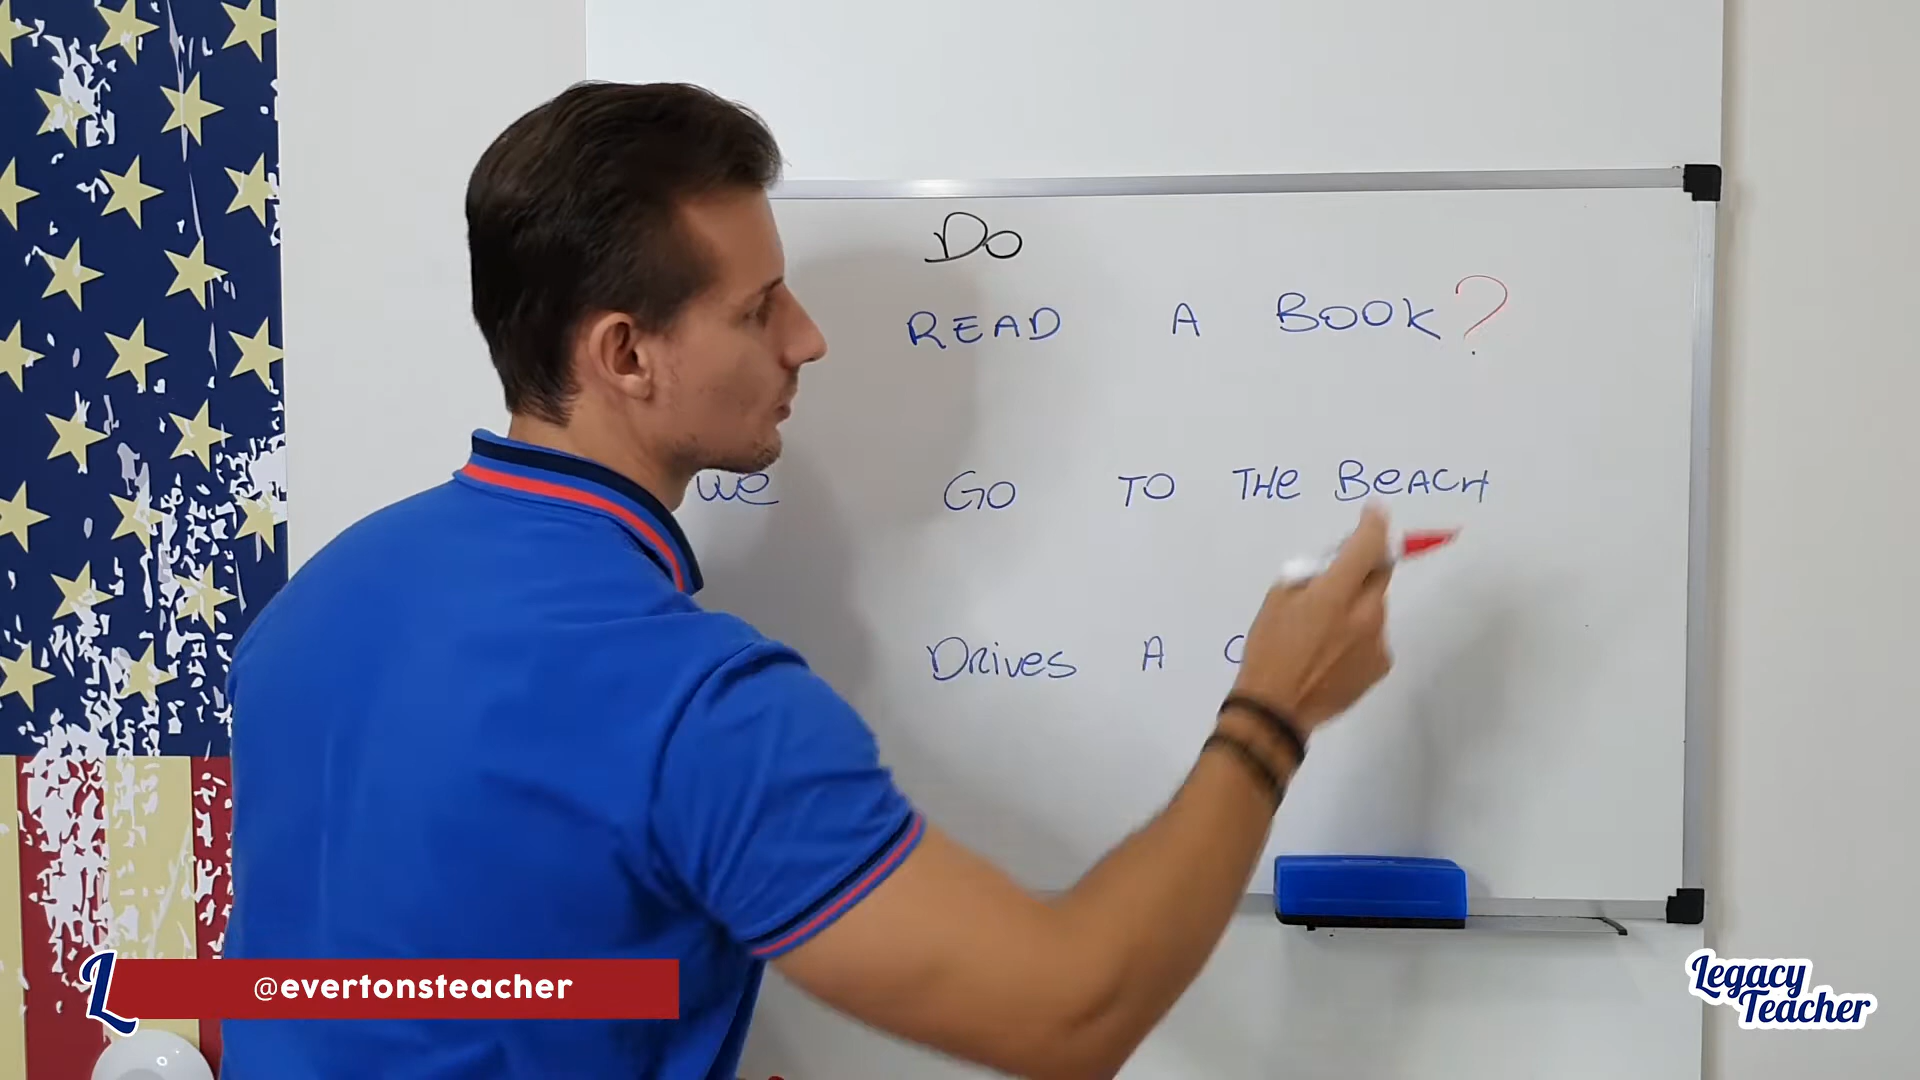 Do
READ A BOOK?
we GO TO THE BEACH
Drives A
@evertonsteacher
Legacy
Teacher